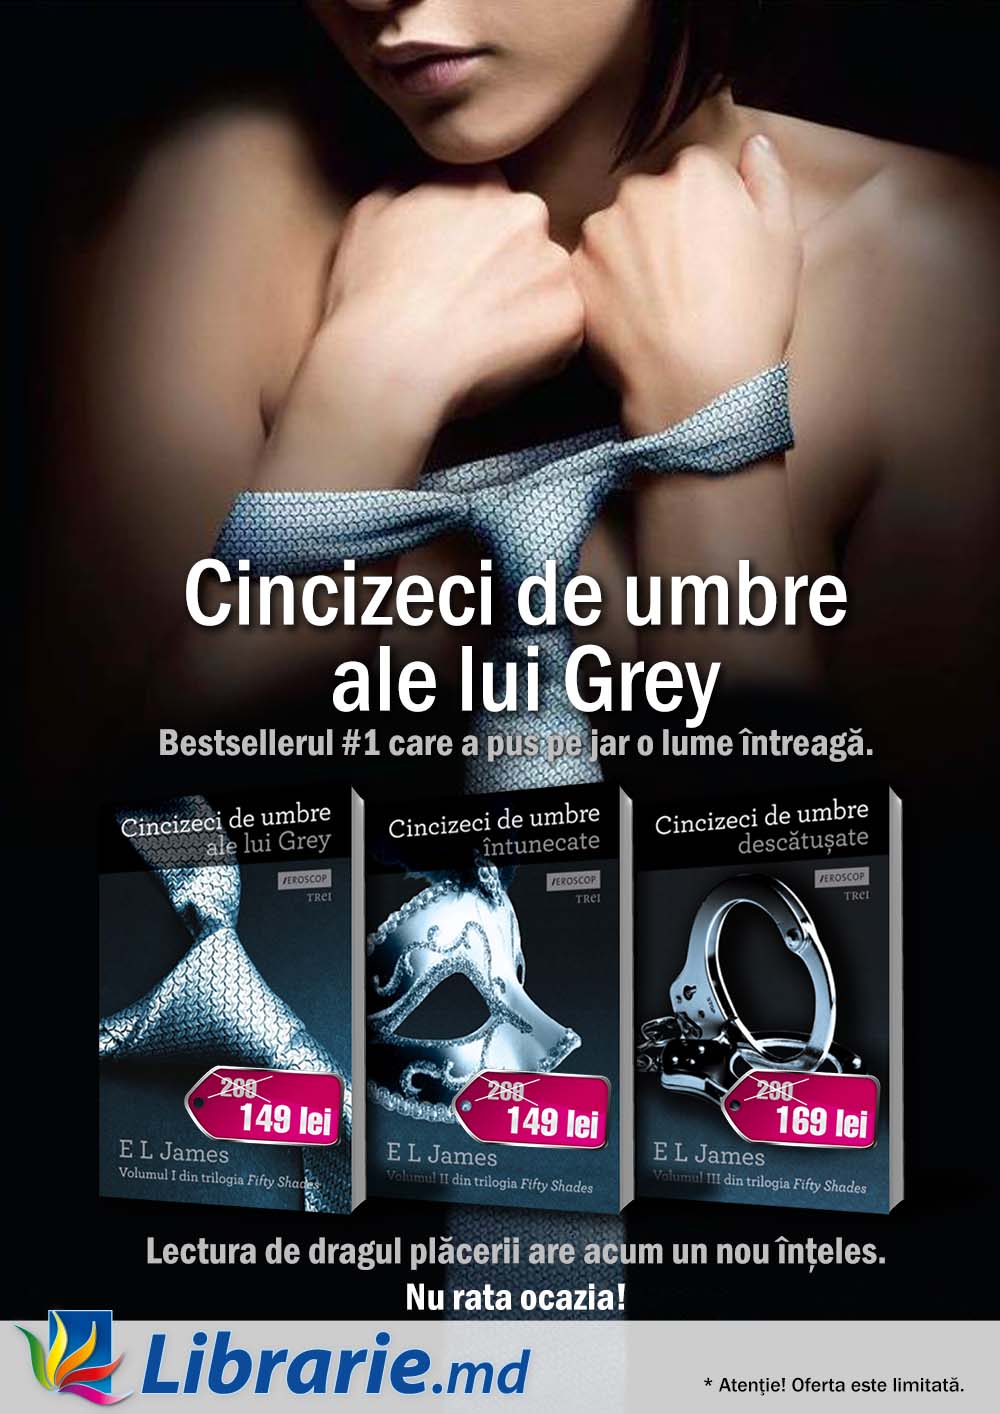 Cincizeci de umbre
ale lui Grey
Bestsellerul #1 care a pus pe jar o lume întreagă.
Cincizeci de umbre
ale lui Grey
EROSCOP
TREI
280
149 lei
E L James
Volumul I din trilogia Fifty Shades
Cincizeci de umbre
întunecate
EROSCOP
TREI
280
149 lei
E L James
Volumul II din trilogia Fifty Shades
Cincizeci de umbre
descătușate
EROSCOP
TREI
290
169 lei
E L James
Volumul III din trilogia Fifty Shades
Lectura de dragul plăcerii are acum un nou înțeles.
Nu rata ocazia!
Librarie.md
* Atenţie! Oferta este limitată.